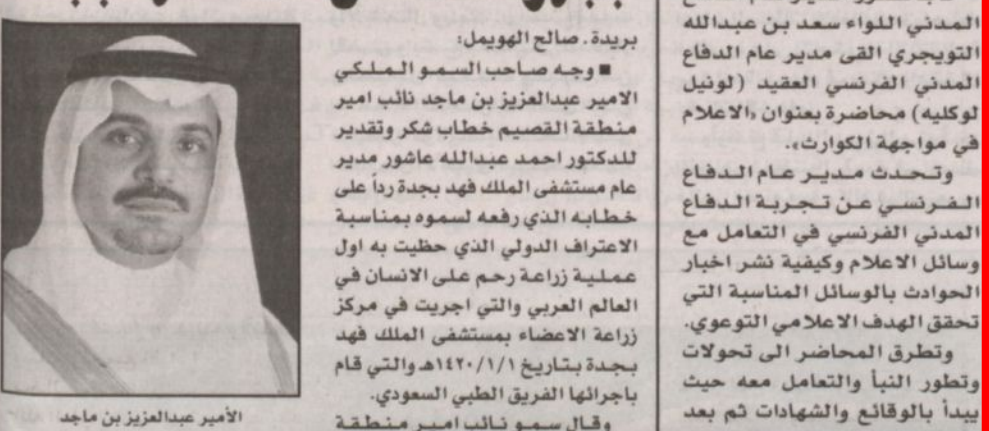 المدني اللواء سعد بن عبدالله
التويجري القى مدير عام الدفاع
المدني الفرنسي العقيد (لونيل
لوكليه) محاضرة بعنوان «الاعلام
في مواجهة الكوارث».
وتحدث مدير عام الدفاع
الفرنسي عن تجربة الدفاع
المدني الفرنسي في التعامل مع
وسائل الاعلام وكيفية نشر اخبار
الحوادث بالوسائل المناسبة التي
تحقق الهدف الاعلامي التوعوي.
وتطرق المحاضر الى تحولات
وتطور النبأ والتعامل معه حيث
يبدأ بالوقائع والشهادات ثم بعد
بريدة. صالح الهويمل:
■ وجه صاحب السمو الملكي
الامير عبدالعزيز بن ماجد نائب امير
منطقة القصيم خطاب شكر وتقدير
للدكتور احمد عبدالله عاشور مدير
عام مستشفى الملك فهد بجدة رداً على
خطابه الذي رفعه لسموه بمناسبة
الاعتراف الدولي الذي حظيت به اول
عملية زراعة رحم على الانسان في
العالم العربي والتي اجريت في مركز
زراعة الاعضاء بمستشفى الملك فهد
بجدة بتاريخ ١٤٢٠/١/١هـ والتي قام
باجرائها الفريق الطبي السعودي.
وقال سمو نائب امير منطقة
الأمير عبدالعزيز بن ماجد